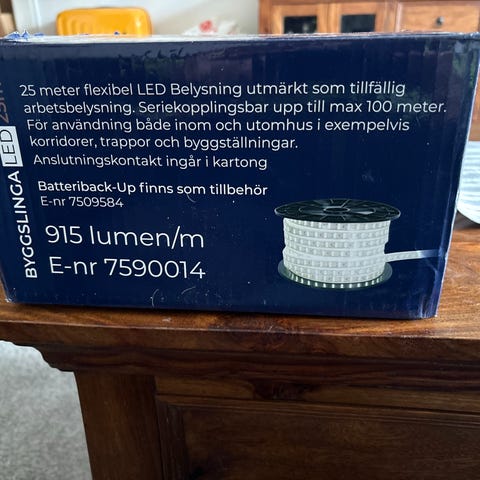 25 meter flexibel LED Belysning utmärkt som tillfällig
arbetsbelysning. Seriekopplingsbar upp till max 100 meter.
För användning både inom och utomhus i exempelvis
korridorer, trappor och byggställningar.
Anslutningskontakt ingår i kartong
Batteriback-Up finns som tillbehör
E-nr 7509584
915 lumen/m
E-nr 7590014
BYGGSLINGA LED 25m